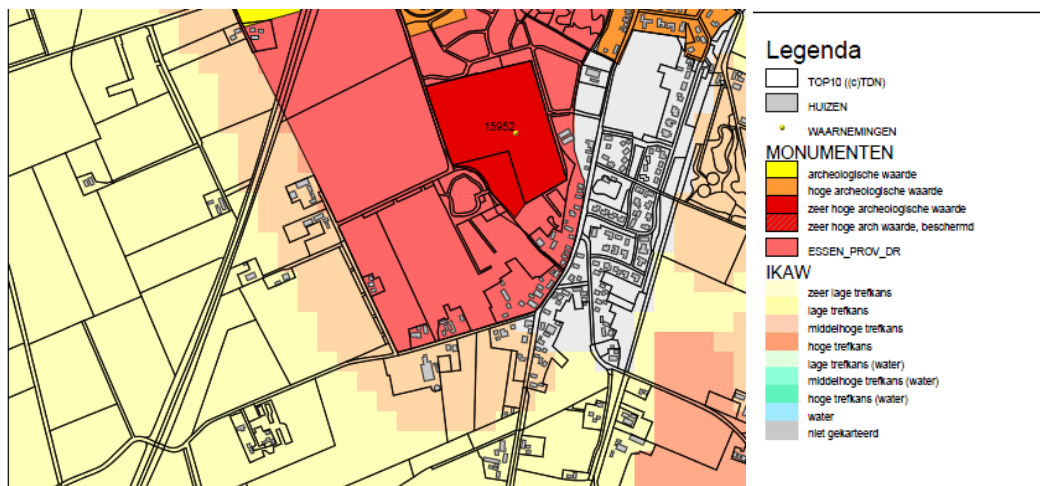 15952
Legenda
TOP10 ((c)TDN)
HUIZEN
WAARNEMINGEN
MONUMENTEN
archeologische waarde
hoge archeologische waarde
zeer hoge archeologische waarde
zeer hoge arch waarde, beschermd
ESSEN_PROV_DR
IKAW
zeer lage trefkans
lage trefkans
middelhoge trefkans
hoge trefkans
lage trefkans (water)
middelhoge trefkans (water)
hoge trefkans (water)
water
niet gekarteerd